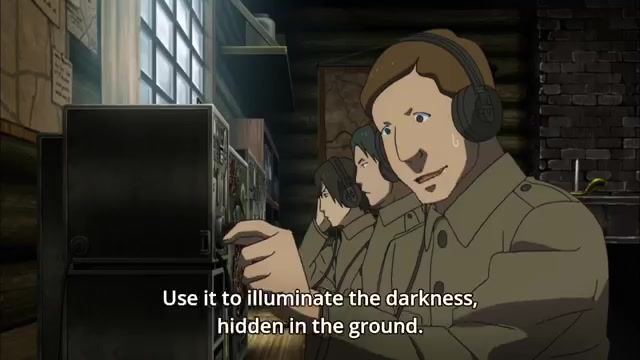 Use it to illuminate the darkness,
hidden in the ground.